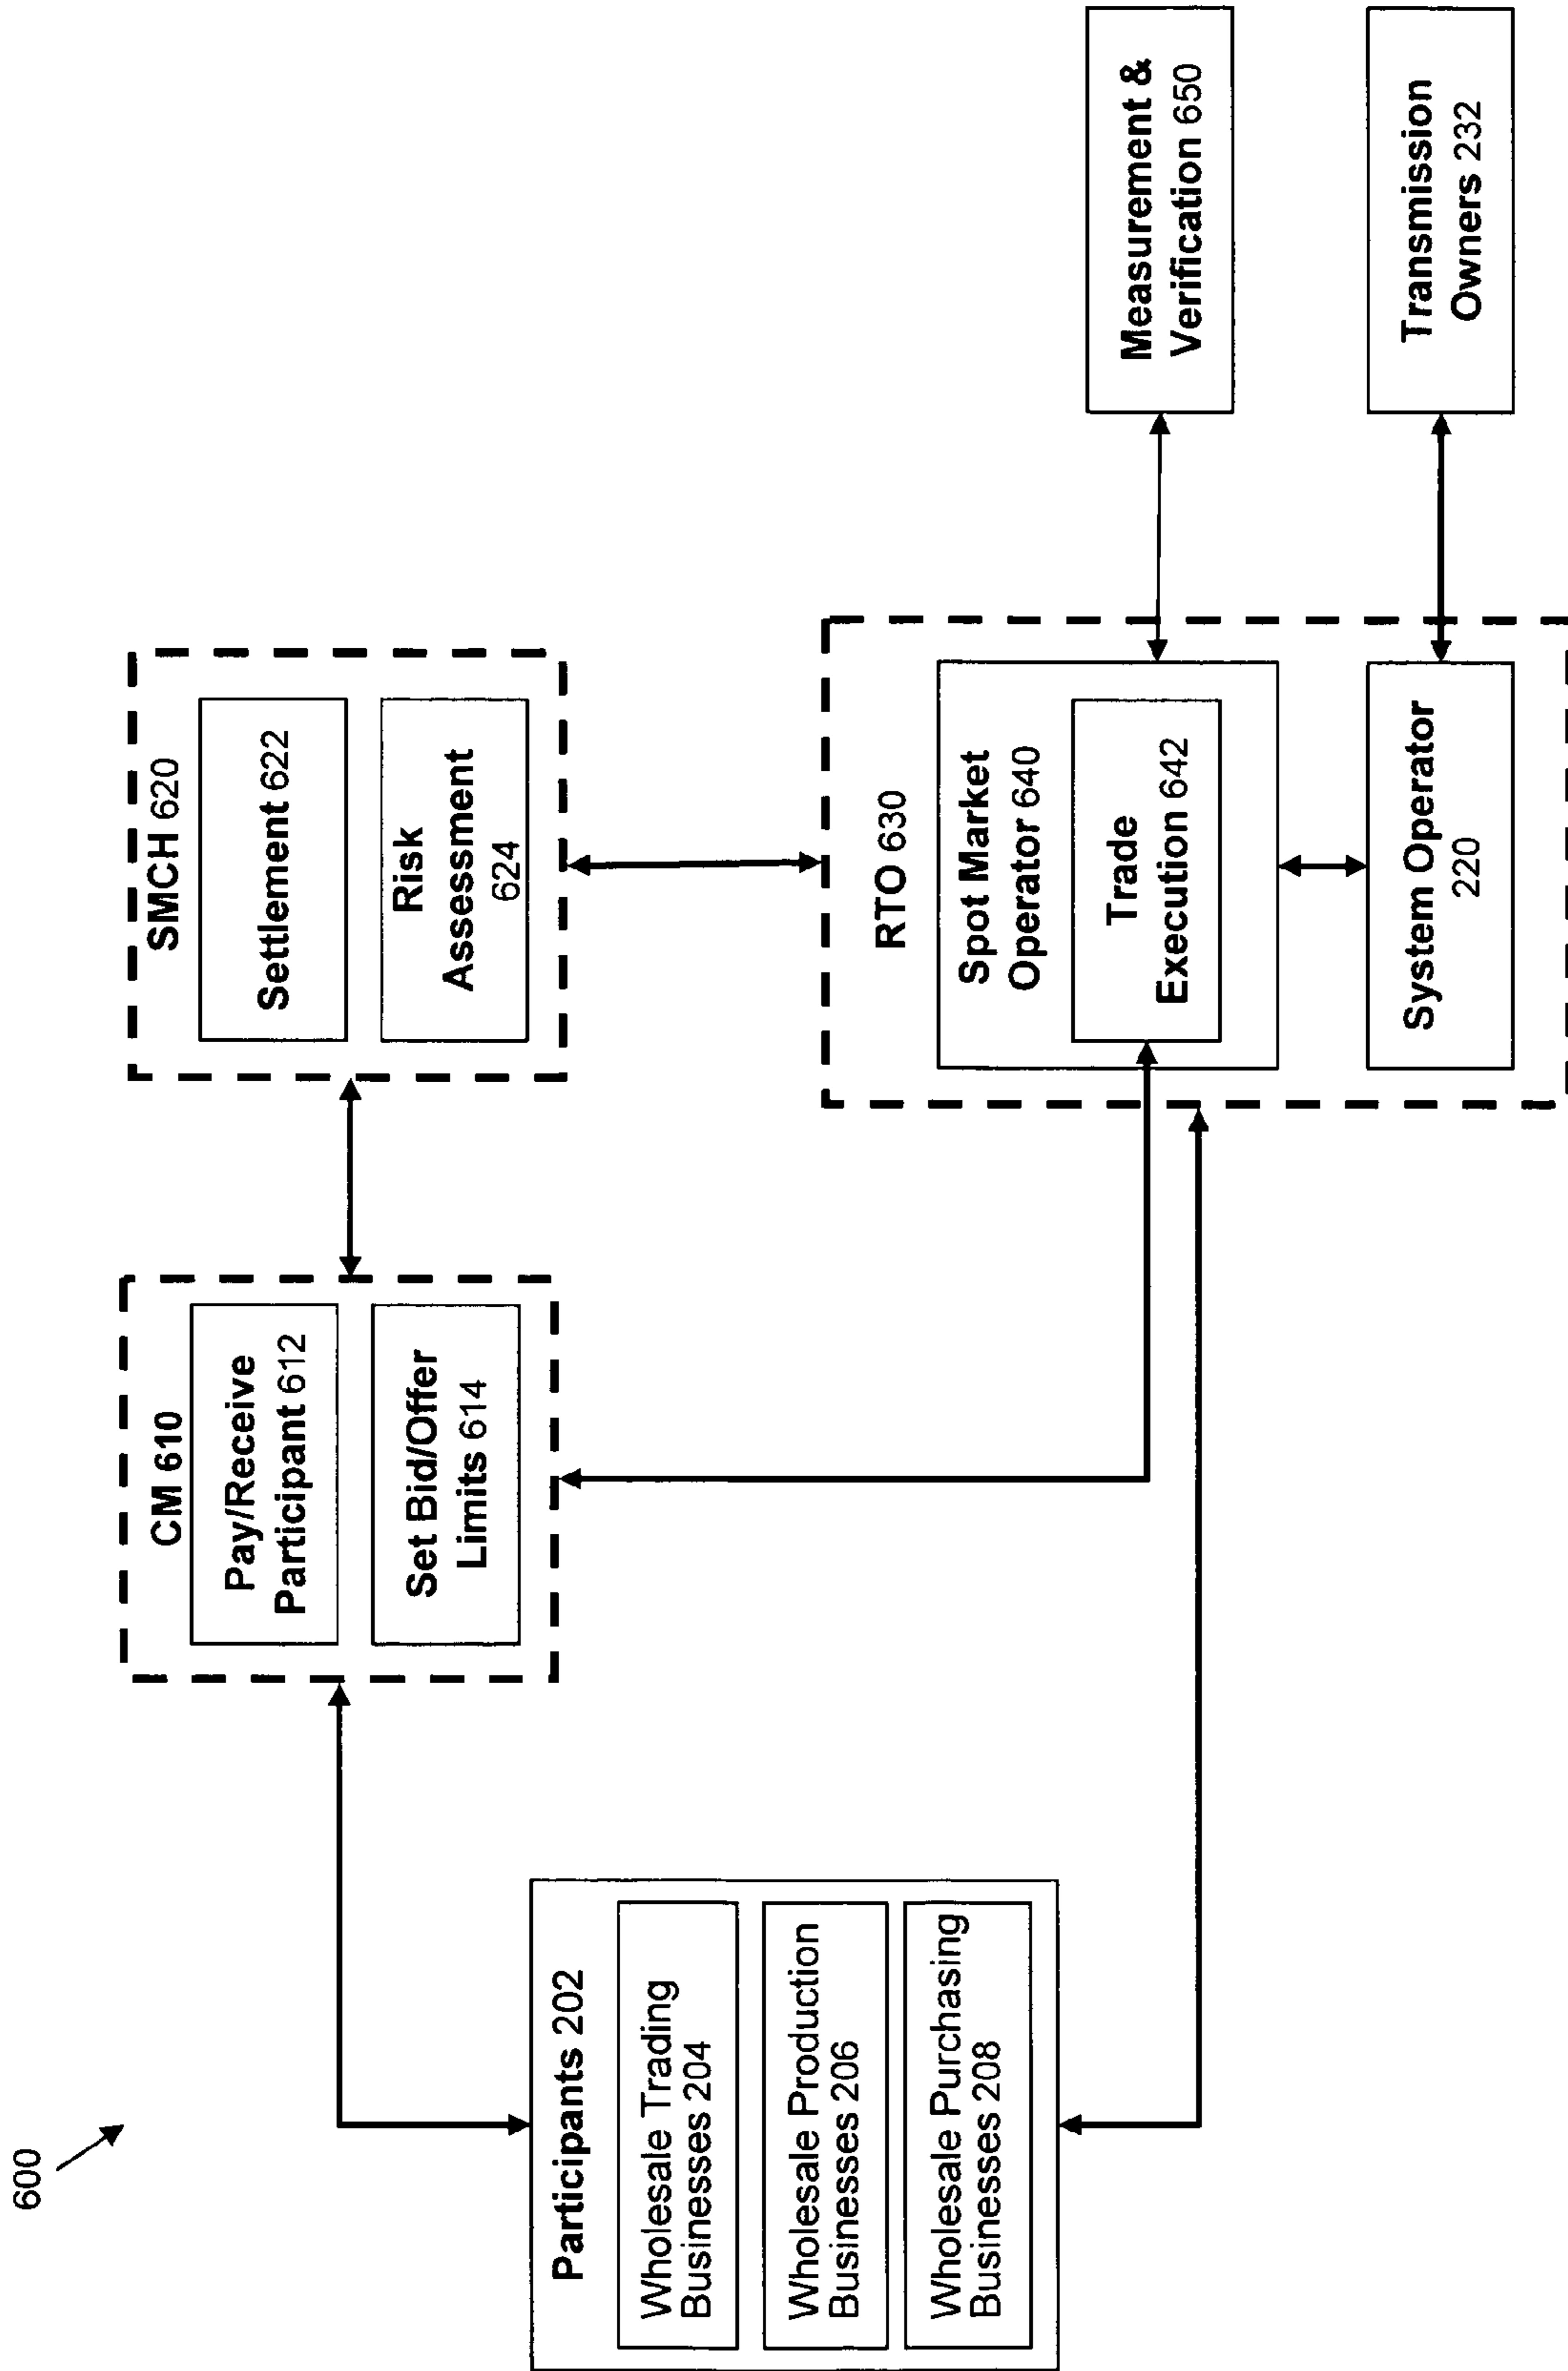 600
Participants 202
Wholesale Trading
Businesses 204
Wholesale Production
Businesses 206
Wholesale Purchasing
Businesses 208
CM 610
Pay/Receive
Participant 612
Set Bid/Offer
Limits 614
SMCH 620
Settlement 622
Risk
Assessment
624
RTO 630
Spot Market
Operator 640
Trade
Execution 642
System Operator
220
Measurement &
Verification 650
Transmission
Owners 232